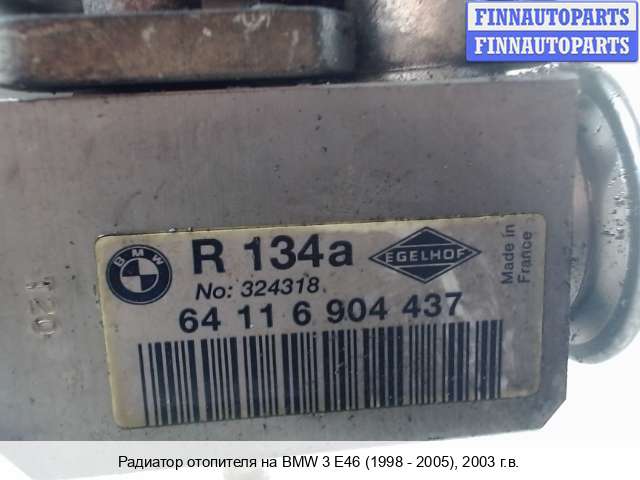 FINNAUTOPARTS
FINNAUTOPARTS
BMW
R 134a
EGELHOF
Made in
France
No: 324318
64 11 6 904 437
120
Радиатор отопителя на BMW 3 E46 (1998 - 2005), 2003 г.в.